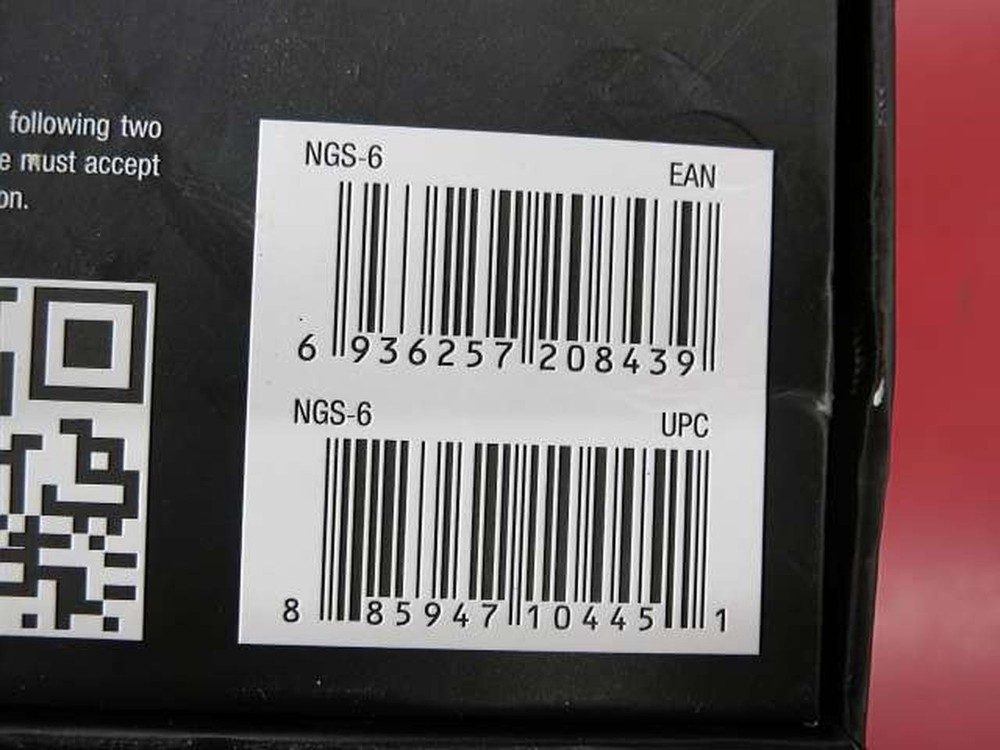 following two
e must accept
on.
NGS-6 EAN
6 936257 208439
NGS-6 UPC
8 85947 10445 1